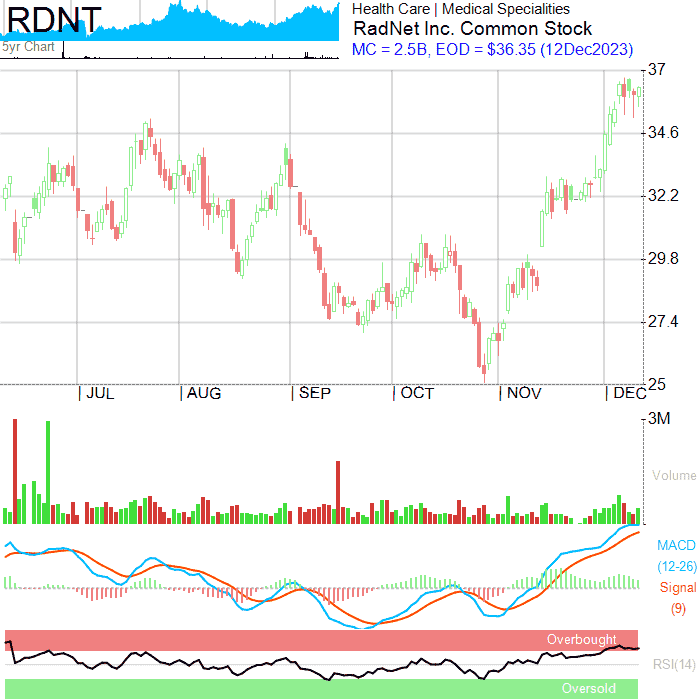 RDNT
5yr Chart
Health Care | Medical Specialities
RadNet Inc. Common Stock
MC = 2.5B, EOD = $36.35 (12Dec2023)
37
34.6
32.2
29.8
27.4
25
JUL
AUG
SEP
OCT
NOV
DEC
3M
Volume
MACD
(12-26)
Signal
(9)
Overbought
RSI(14)
Oversold